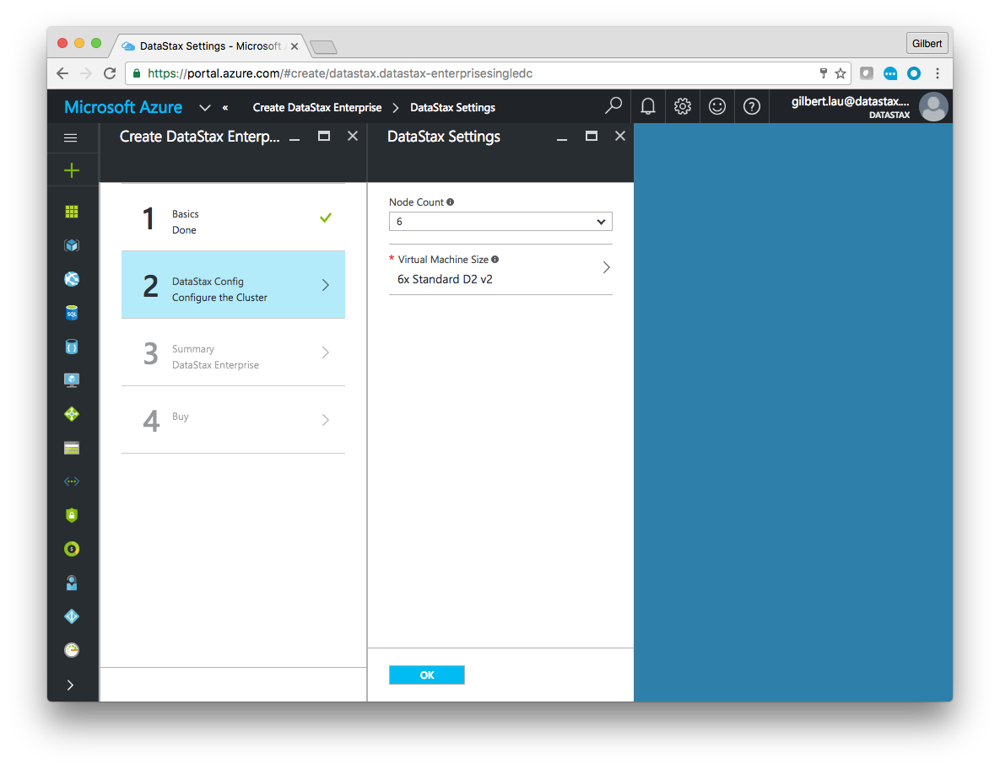 DataStax Settings - Microsoft A
Gilbert
https://portal.azure.com/#create/datastax.datastax-enterprisesingledc
Microsoft Azure
«
Create DataStax Enterprise
DataStax Settings
gilbert.lau@datastax....
DATASTAX
Create DataStax Enterp...
DataStax Settings
1
Basics
Done
2
DataStax Config
Configure the Cluster
3
Summary
DataStax Enterprise
4
Buy
Node Count
6
* Virtual Machine Size
6x Standard D2 v2
OK
SQL